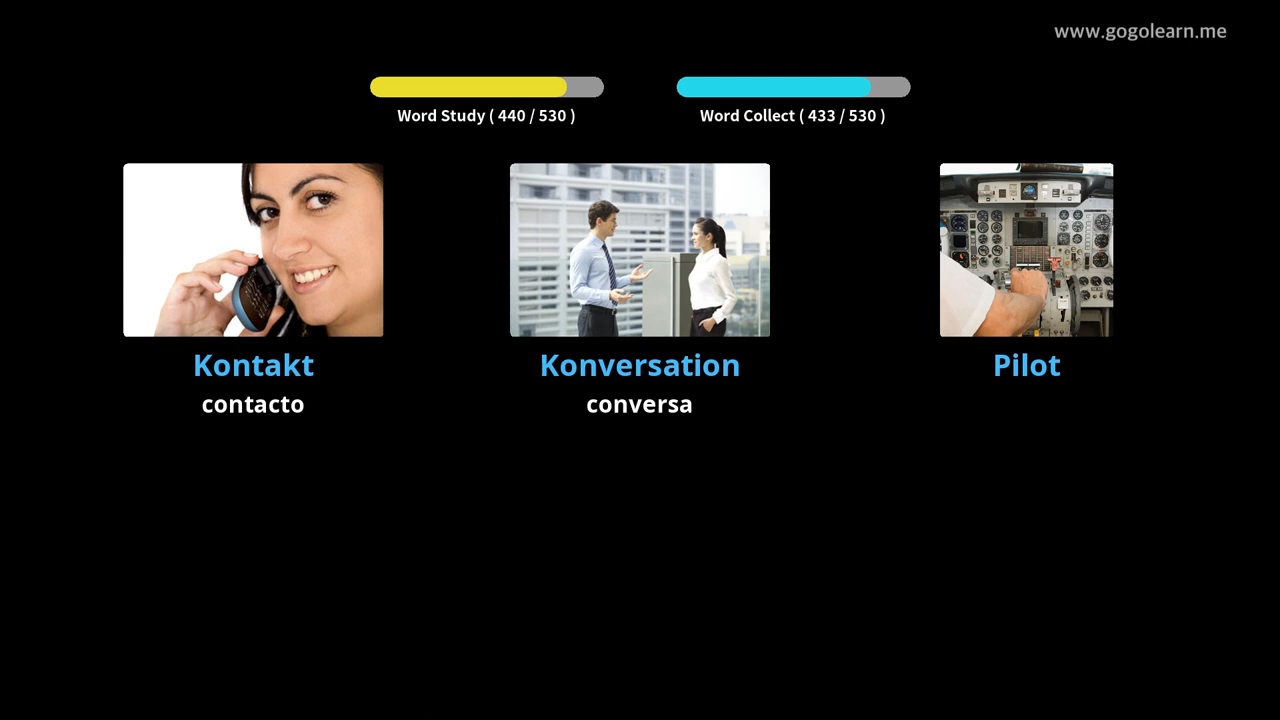 www.gogolearn.me
Word Study ( 440 / 530 )
Word Collect ( 433 / 530 )
Kontakt
contacto
Konversation
conversa
Pilot